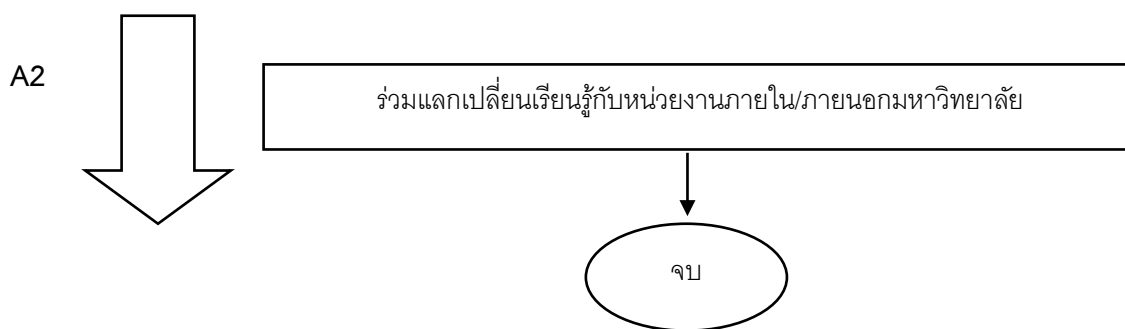 A2
ร่วมแลกเปลี่ยนเรียนรู้กับหน่วยงานภายใน/ภายนอกมหาวิทยาลัย
จบ